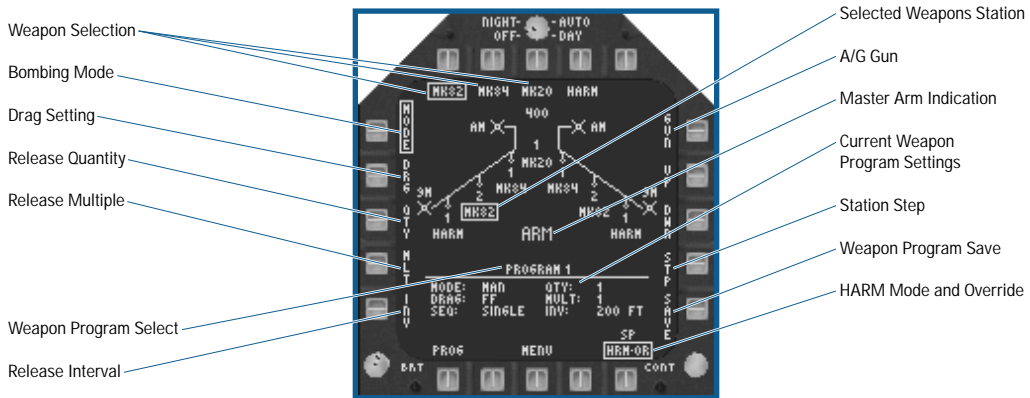 Weapon Selection
Bombing Mode
Drag Setting
Release Quantity
Release Multiple
Weapon Program Select
Release Interval
NIGHT- -AUTO
OFF- -DAY
MK82 MK84 MK20 HARM
400
AM AM
1
MK20
1 1
MK84 MK84
9M 2 2 9M
MK82 MK82
1 1
HARM ARM HARM
PROGRAM 1
MODE: MAN QTY: 1
DRAG: FF MULT: 1
SEQ: SINGLE INV: 200 FT
SP
PROG MENU HRM-OR
BRT CONT
MODE
DRG
QTY
MLT
INV
GUN
UP
DWN
STP
SAVE
Selected Weapons Station
A/G Gun
Master Arm Indication
Current Weapon
Program Settings
Station Step
Weapon Program Save
HARM Mode and Override